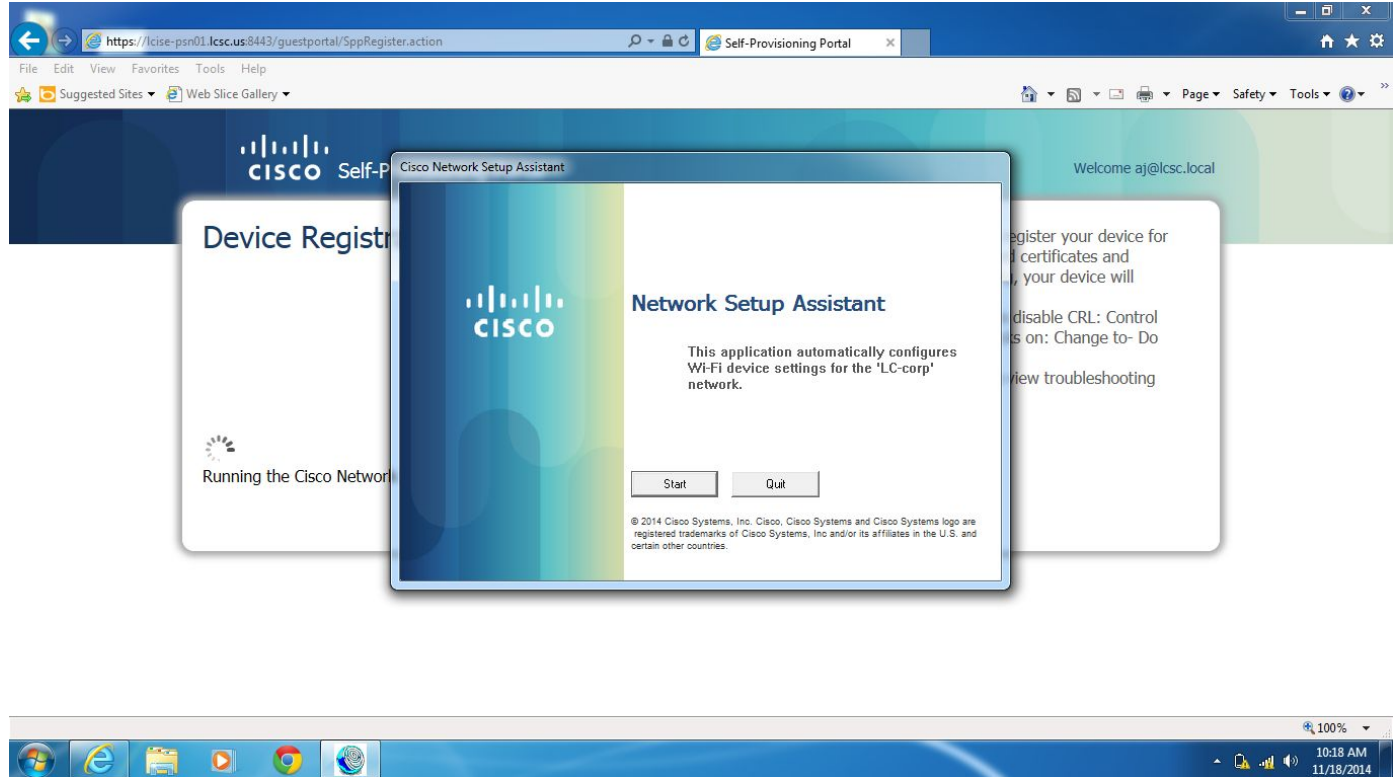 https://lcise-psn01.lcsc.us:8443/guestportal/SppRegister.action
Self-Provisioning Portal
File Edit View Favorites Tools Help
Suggested Sites
Web Slice Gallery
Page Safety Tools
CISCO Self-P
Welcome aj@lcsc.local
Cisco Network Setup Assistant
Device Registr
egister your device for
d certificates and
, your device will
disable CRL: Control
s on: Change to- Do
view troubleshooting
CISCO
Network Setup Assistant
This application automatically configures
Wi-Fi device settings for the 'LC-corp'
network.
Running the Cisco Network
Start
Quit
© 2014 Cisco Systems, Inc. Cisco, Cisco Systems and Cisco Systems logo are
registered trademarks of Cisco Systems, Inc and/or its affiliates in the U.S. and
certain other countries.
100%
10:18 AM
11/18/2014